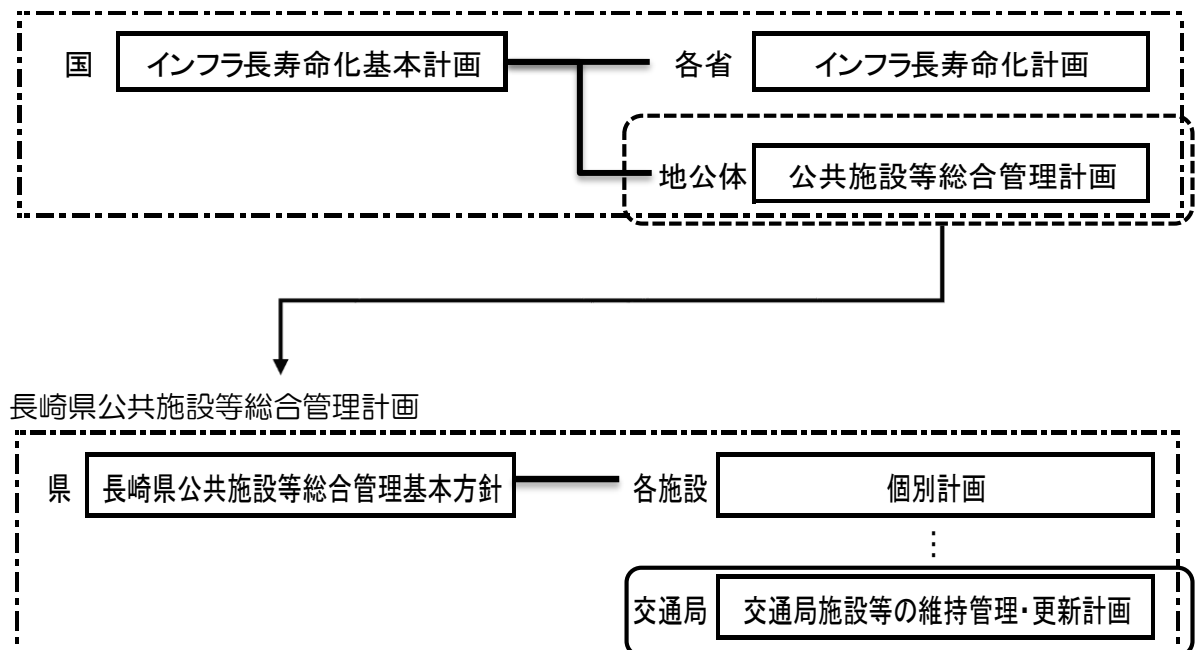 国 インフラ長寿命化基本計画 各省 インフラ長寿命化計画
地公体 公共施設等総合管理計画
長崎県公共施設等総合管理計画
県 長崎県公共施設等総合管理基本方針 各施設 個別計画
⋮
交通局 交通局施設等の維持管理・更新計画